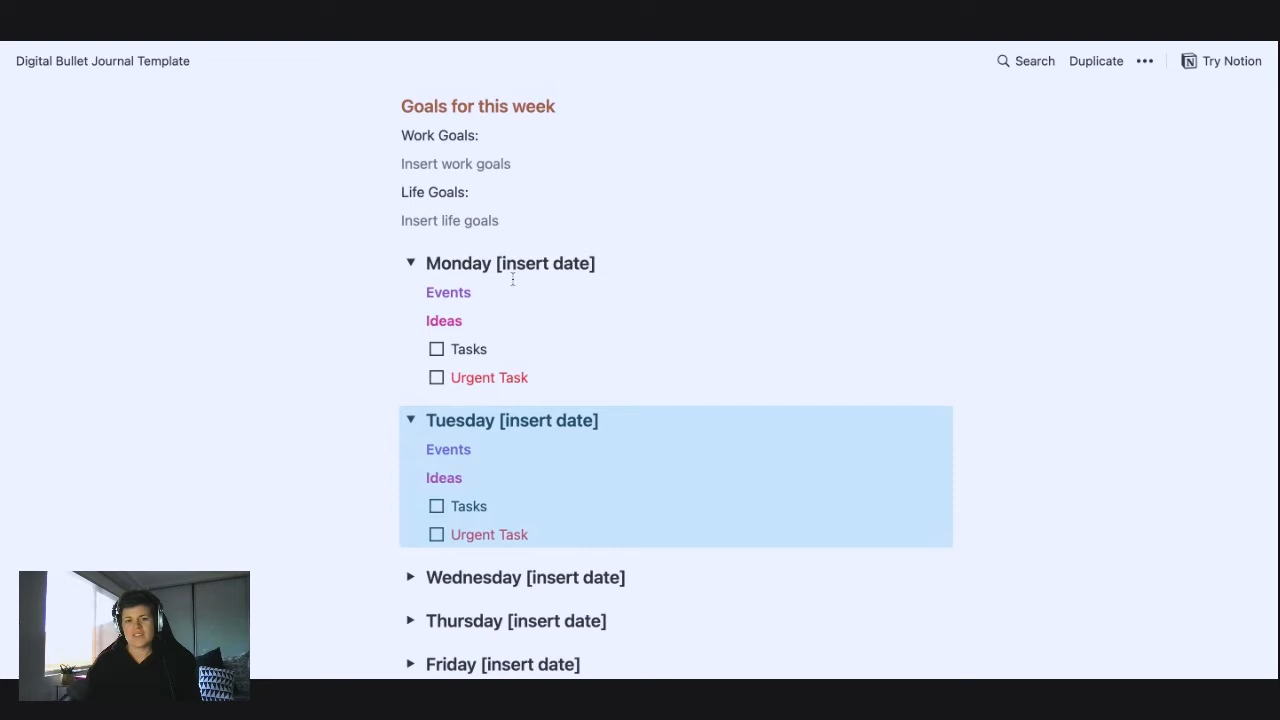 Digital Bullet Journal Template
Search Duplicate ••• Try Notion
Goals for this week
Work Goals:
Insert work goals
Life Goals:
Insert life goals
Monday [insert date]
Events
Ideas
Tasks
Urgent Task
Tuesday [insert date]
Events
Ideas
Tasks
Urgent Task
Wednesday [insert date]
Thursday [insert date]
Friday [insert date]